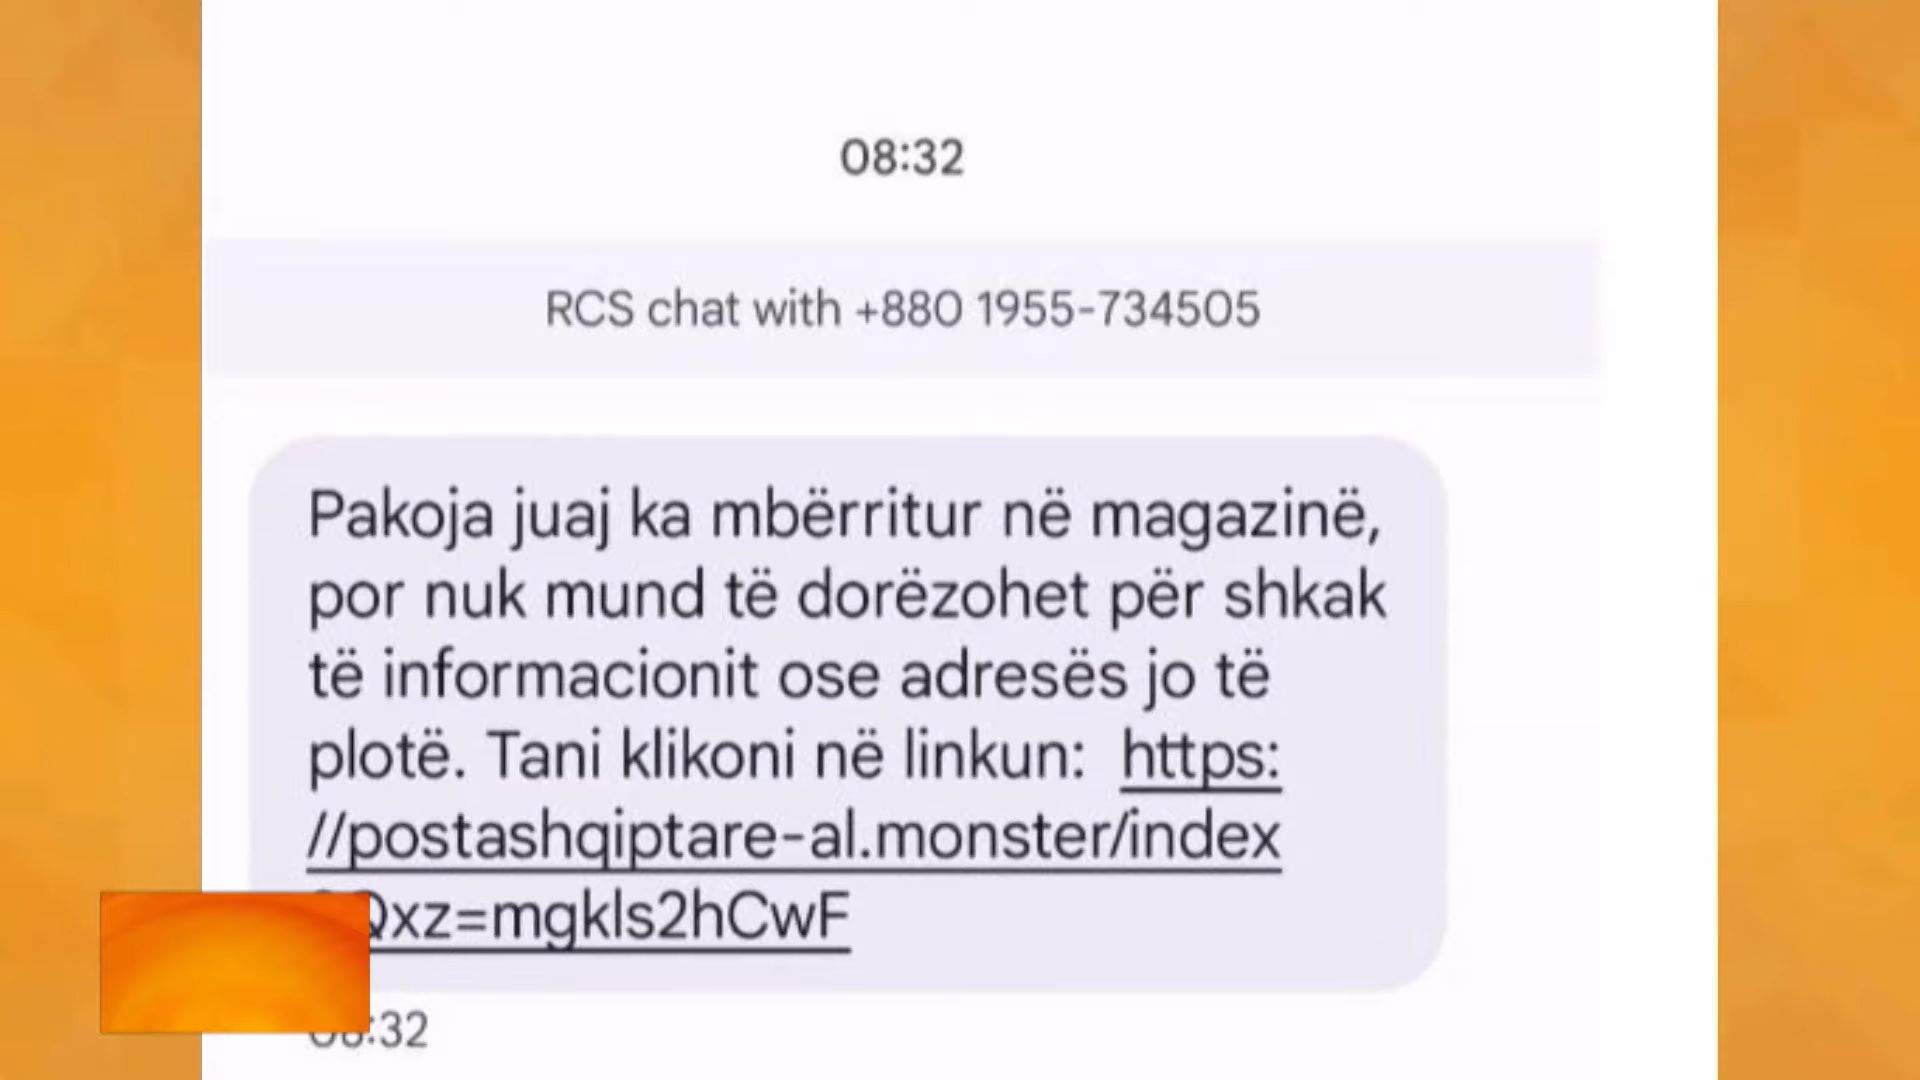 08:32
RCS chat with +880 1955-734505
Pakoja juaj ka mbërritur në magazinë,
por nuk mund të dorëzohet për shkak
të informacionit ose adresës jo të
plotë. Tani klikoni në linkun: https:
//postashqiptare-al.monster/index
Qxz=mgkls2hCwF
08:32